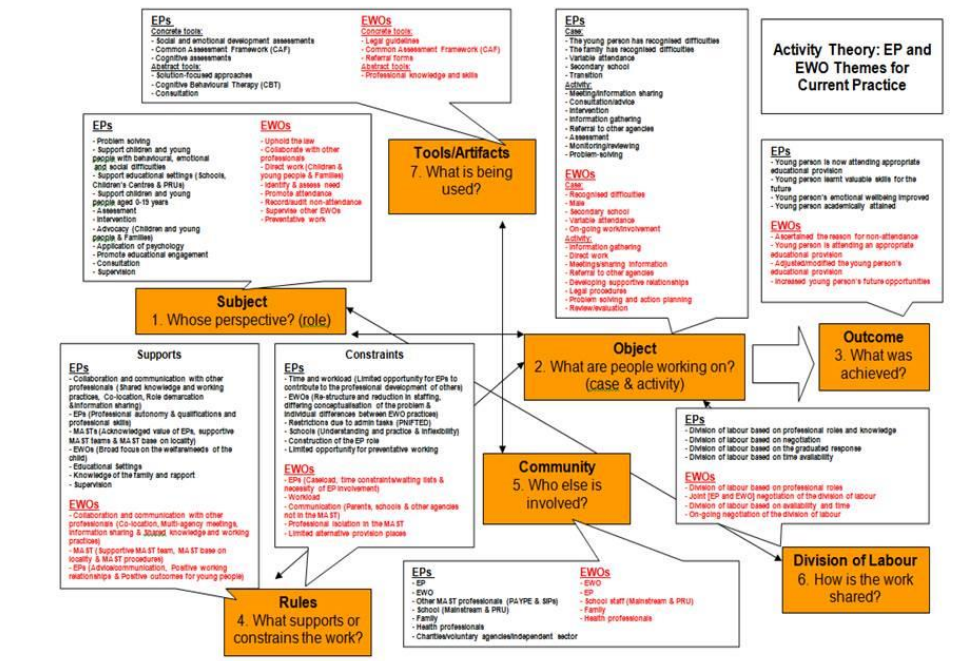 EPs
Concrete tools:
- Social and emotional development assessments
- Common Assessment Framework (CAF)
- Cognitive assessments
Abstract tools:
- Solution-focused approaches
- Cognitive Behavioural Therapy (CBT)
- Consultation
EWOs
Concrete tools:
- Legal guidelines
- Common Assessment Framework (CAF)
- Referral forms
Abstract tools:
- Professional knowledge and skills
EPs
Case:
- The young person has recognised difficulties
- The family has recognised difficulties
- Variable attendance
- Secondary school
- Transition
Activity:
- Meeting/information sharing
- Consultation/advice
- Intervention
- Information gathering
- Referral to other agencies
- Assessment
- Monitoring/reviewing
- Problem-solving
EWOs
Case:
- Recognised difficulties
- Male
- Secondary school
- Variable attendance
- On-going work/involvement
Activity:
- Information gathering
- Direct work
- Meetings/sharing information
- Referral to other agencies
- Developing supportive relationships
- Legal procedures
- Problem solving and action planning
- Review/evaluation
Activity Theory: EP and
EWO Themes for
Current Practice
EPs
- Problem solving
- Support children and young
people with behavioural, emotional
and social difficulties
- Support educational settings (Schools,
Children's Centres & PRUs)
- Support children and young
people aged 0-19 years
- Assessment
- Intervention
- Advocacy (Children and young
people & Families)
- Application of psychology
- Promote educational engagement
- Consultation
- Supervision
EWOs
- Uphold the law
- Collaborate with other
professionals
- Direct work (Children &
young people & Families)
- Identify & assess need
- Promote attendance
- Record/audit non-attendance
- Supervise other EWOs
- Preventative work
Tools/Artifacts
7. What is being
used?
EPs
- Young person is now attending appropriate
educational provision
- Young person learnt valuable skills for the
future
- Young person's emotional wellbeing improved
- Young person academically attained
EWOs
- Ascertained the reason for non-attendance
- Young person is attending an appropriate
educational provision
- Adjusted/modified the young person's
educational provision
- Increased young person's future opportunities
Subject
1. Whose perspective? (role)
Object
2. What are people working on?
(case & activity)
Outcome
3. What was
achieved?
Supports
EPs
- Collaboration and communication with other
professionals (Shared knowledge and working
practices, Co-location, Role demarcation
&Information sharing)
- EPs (Professional autonomy & qualifications and
professional skills)
- MASTs (Acknowledged value of EPs, supportive
MAST teams & MAST base on locality)
- EWOs (Broad focus on the welfare/needs of the
child)
- Educational Settings
- Knowledge of the family and rapport
- Supervision
EWOs
- Collaboration and communication with other
professionals (Co-location, Multi-agency meetings,
Information sharing & Shared knowledge and working
practices)
- MAST (Supportive MAST team, MAST base on
locality & MAST procedures)
- EPs (Advice/communication, Positive working
relationships & Positive outcomes for young people)
Constraints
EPs
- Time and workload (Limited opportunity for EPs to
contribute to the professional development of others)
- EWOs (Re-structure and reduction in staffing,
differing conceptualisation of the problem &
individual differences between EWO practices)
- Restrictions due to admin tasks (PNIFTED)
- Schools (Understanding and practice & inflexibility)
- Construction of the EP role
- Limited opportunity for preventative working
EWOs
- EPs (Caseload, time constraints/waiting lists &
necessity of EP involvement)
- Workload
- Communication (Parents, schools & other agencies
not in the MAST)
- Professional isolation in the MAST
- Limited alternative provision places
Community
5. Who else is
involved?
EPs
- Division of labour based on professional roles and knowledge
- Division of labour based on negotiation
- Division of labour based on the graduated response
- Division of labour based on time availability
EWOs
- Division of labour based on professional roles
- Joint [EP and EWO] negotiation of the division of labour
- Division of labour based on availability and time
- On-going negotiation of the division of labour
Division of Labour
6. How is the work
shared?
Rules
4. What supports or
constrains the work?
EPs
- EP
- EWO
- Other MAST professionals (PAYPE & SIPs)
- School (Mainstream & PRU)
- Family
- Health professionals
- Charities/voluntary agencies/independent sector
EWOs
- EWO
- EP
- School staff (Mainstream & PRU)
- Family
- Health professionals